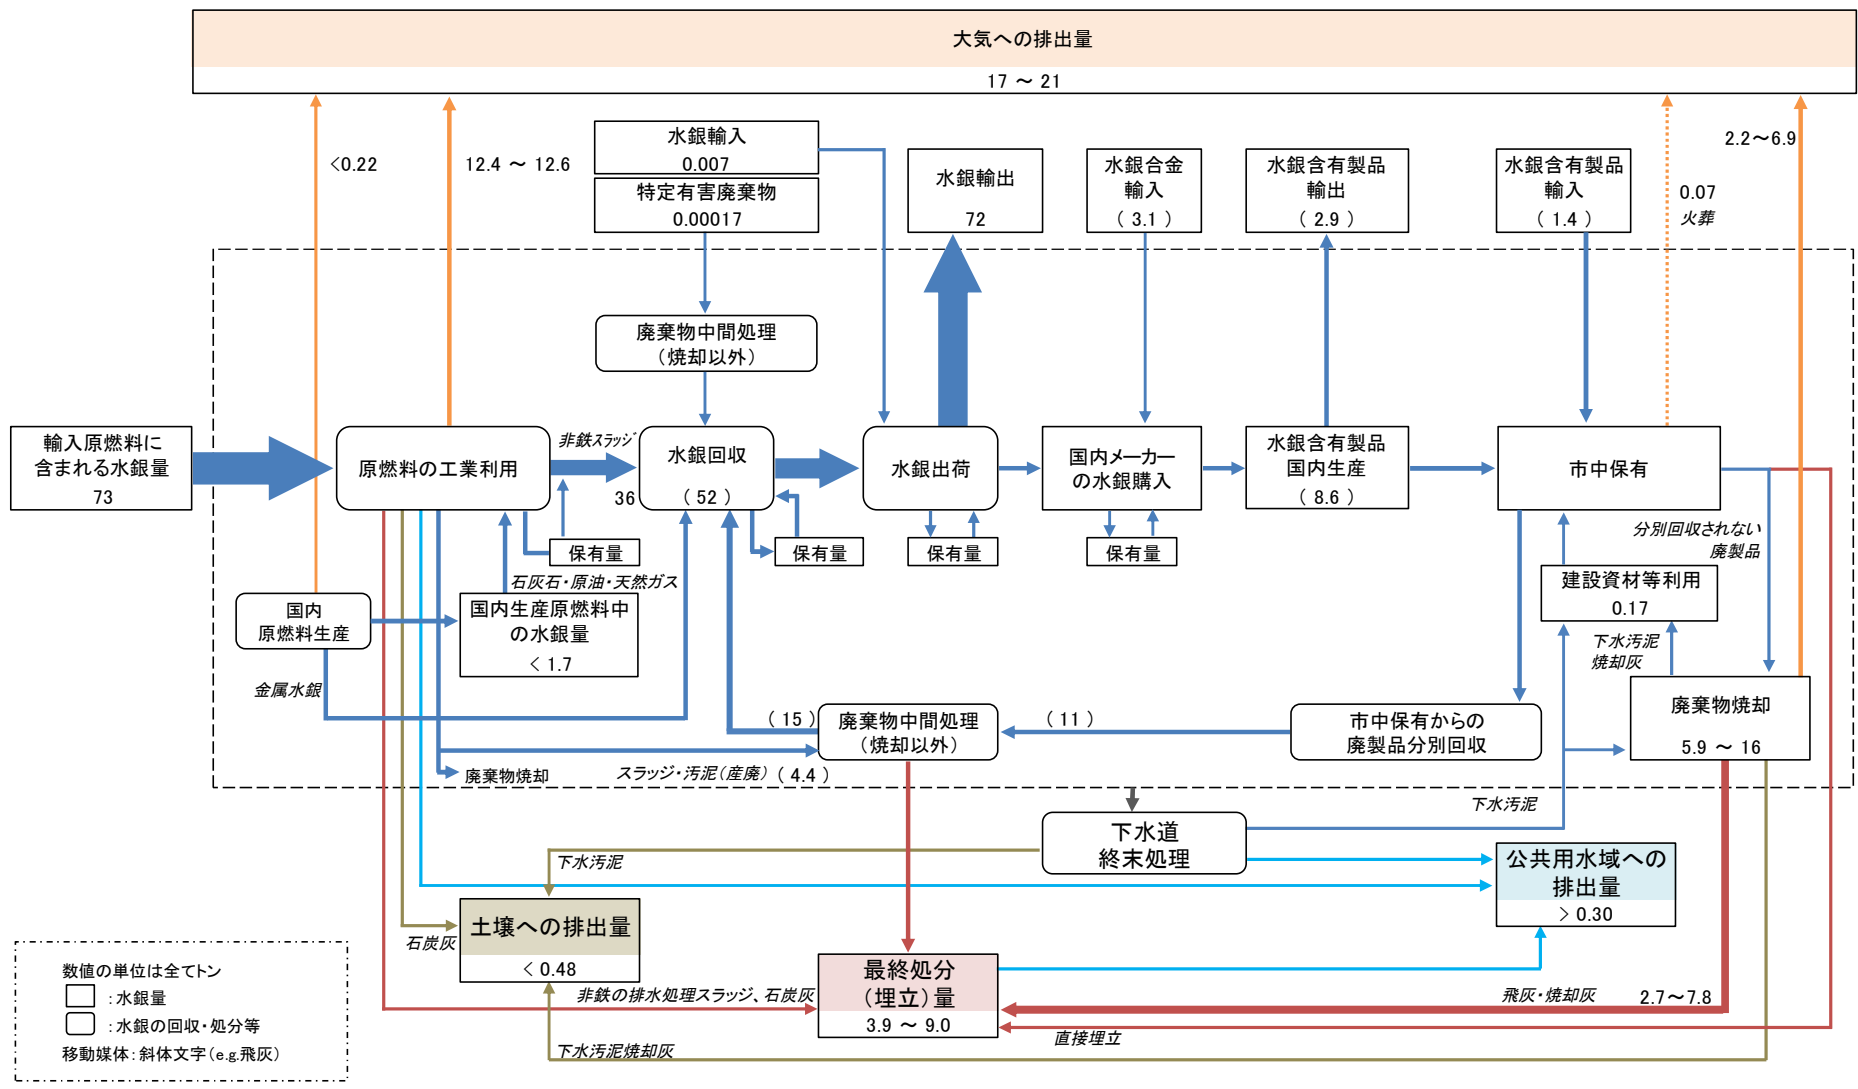 大気への排出量
17 ～ 21
<0.22
12.4 ～ 12.6
水銀輸入
0.007
特定有害廃棄物
0.00017
水銀輸出
72
水銀合金
輸入
( 3.1 )
水銀含有製品
輸出
( 2.9 )
水銀含有製品
輸入
( 1.4 )
0.07
火葬
2.2～6.9
廃棄物中間処理
（焼却以外）
輸入原燃料に
含まれる水銀量
73
原燃料の工業利用
非鉄スラッジ
36
水銀回収
( 52 )
水銀出荷
国内メーカー
の水銀購入
水銀含有製品
国内生産
( 8.6 )
市中保有
保有量
保有量
保有量
保有量
分別回収されない
廃製品
石灰石・原油・天然ガス
建設資材等利用
0.17
国内
原燃料生産
国内生産原燃料中
の水銀量
< 1.7
下水汚泥
焼却灰
金属水銀
( 15 )
廃棄物中間処理
（焼却以外）
( 11 )
市中保有からの
廃製品分別回収
廃棄物焼却
5.9 ～ 16
廃棄物焼却
スラッジ・汚泥（産廃）( 4.4 )
下水汚泥
下水道
終末処理
下水汚泥
公共用水域への
排出量
> 0.30
土壌への排出量
< 0.48
石炭灰
最終処分
（埋立）量
3.9 ～ 9.0
非鉄の排水処理スラッジ、石炭灰
飛灰・焼却灰
2.7～7.8
直接埋立
下水汚泥焼却灰
数値の単位は全てトン
：水銀量
：水銀の回収・処分等
移動媒体：斜体文字（e.g.飛灰）